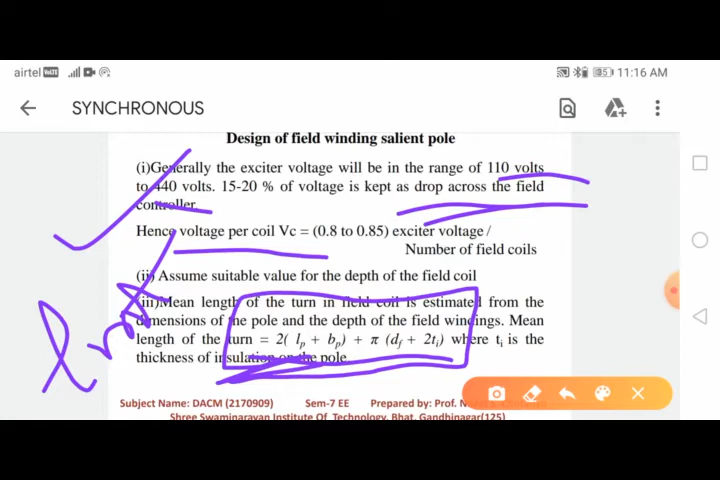 airtel VoLTE 35 11:16 AM
SYNCHRONOUS
Design of field winding salient pole
(i)Generally the exciter voltage will be in the range of 110 volts
to 440 volts. 15-20 % of voltage is kept as drop across the field
controller.
Hence voltage per coil Vc = (0.8 to 0.85) exciter voltage /
Number of field coils
(ii) Assume suitable value for the depth of the field coil
(iii)Mean length of the turn in field coil is estimated from the
dimensions of the pole and the depth of the field windings. Mean
length of the turn = 2( lp + bp) + π (df + 2ti) where ti is the
thickness of insulation on the pole.
Subject Name: DACM (2170909) Sem-7 EE Prepared by: Prof.
Shree Swaminarayan Institute Of Technology, Bhat, Gandhinagar(125)